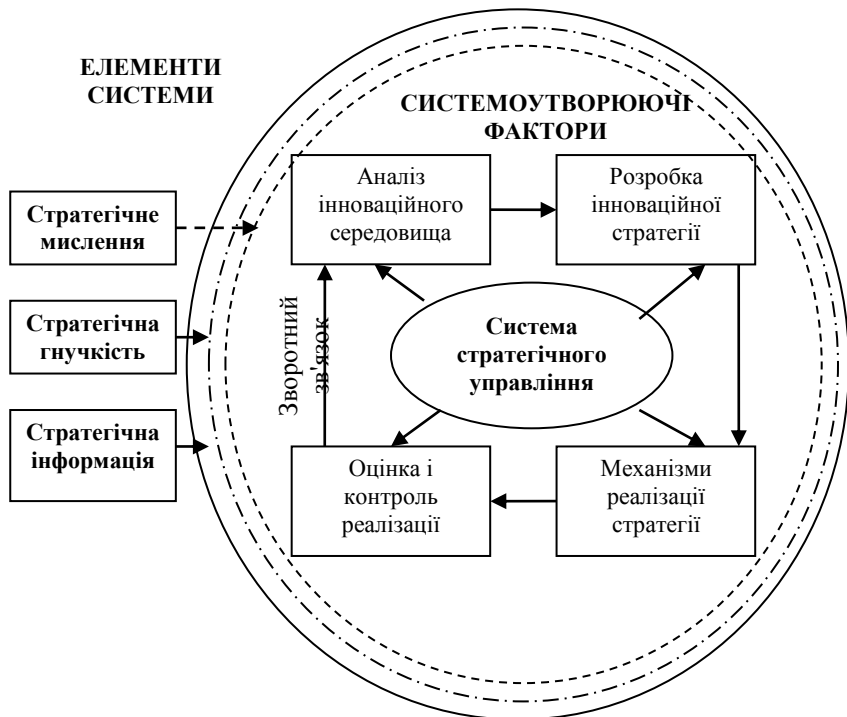 ЕЛЕМЕНТИ
СИСТЕМИ
СИСТЕМОУТВОРЮЮЧІ
ФАКТОРИ
Стратегічне
мислення
Стратегічна
гнучкість
Стратегічна
інформація
Аналіз
інноваційного
середовища
Розробка
інноваційної
стратегії
Зворотний
зв'язок
Система
стратегічного
управління
Оцінка і
контроль
реалізації
Механізми
реалізації
стратегії